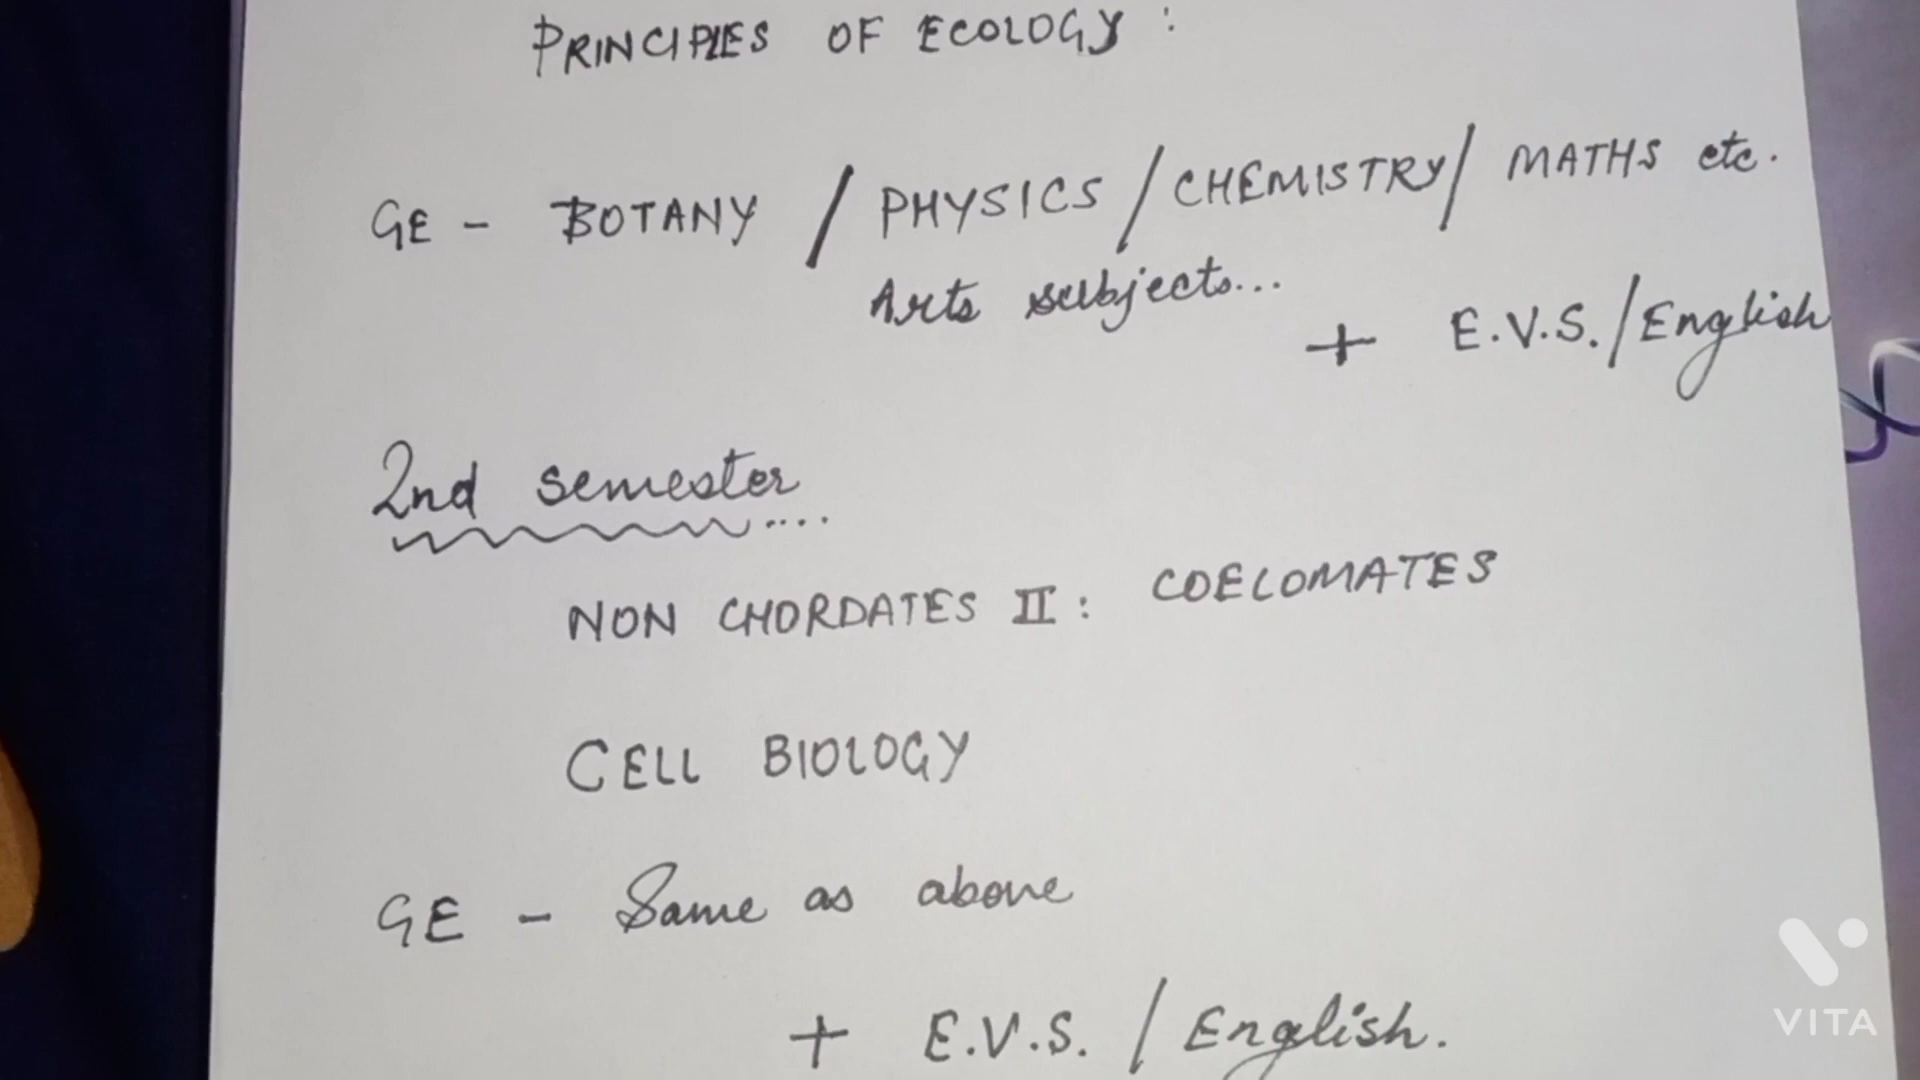 PRINCIPLES OF ECOLOGY :
GE - BOTANY / PHYSICS / CHEMISTRY / MATHS etc.
Arts subjects...
+ E.V.S. / English
2nd semester....
NON CHORDATES II : COELOMATES
CELL BIOLOGY
GE - Same as above
+ E.V.S. / English.
VITA